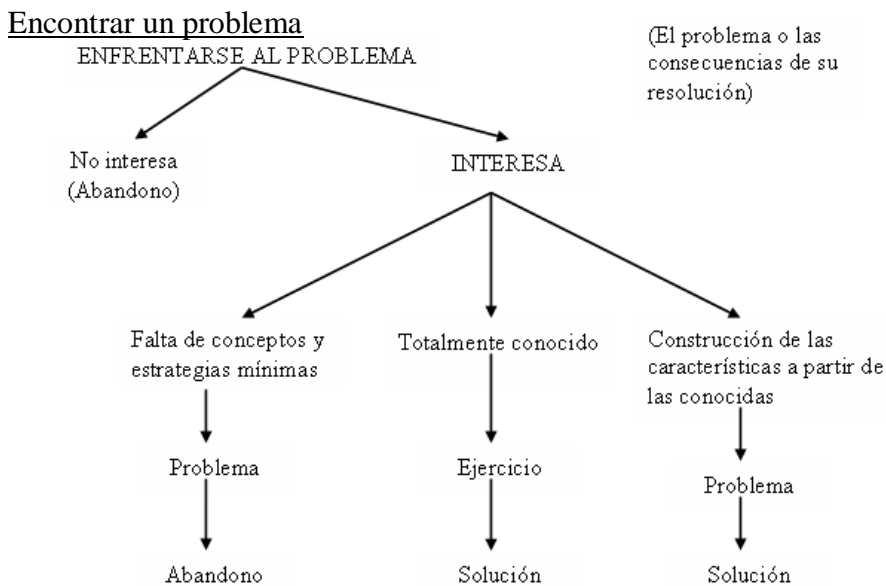 Encontrar un problema
ENFRENTARSE AL PROBLEMA
(El problema o las
consecuencias de su
resolución)
No interesa
(Abandono)
INTERESA
Falta de conceptos y
estrategias mínimas
Totalmente conocido
Construcción de las
características a partir de
las conocidas
Problema
Ejercicio
Problema
Abandono
Solución
Solución